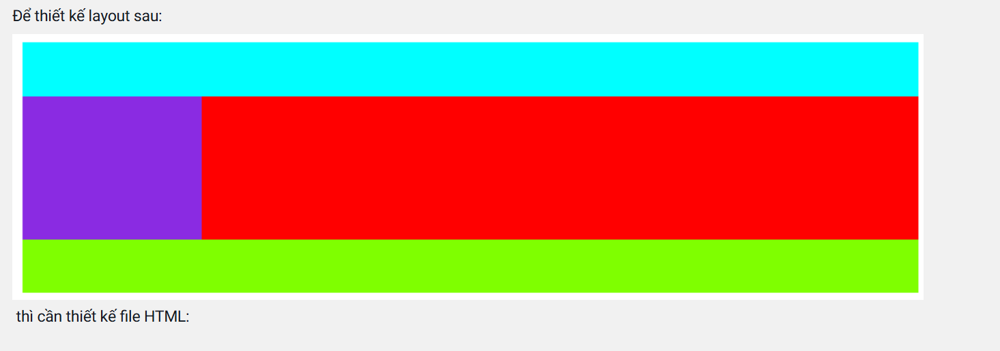 Để thiết kế layout sau:
thì cần thiết kế file HTML: